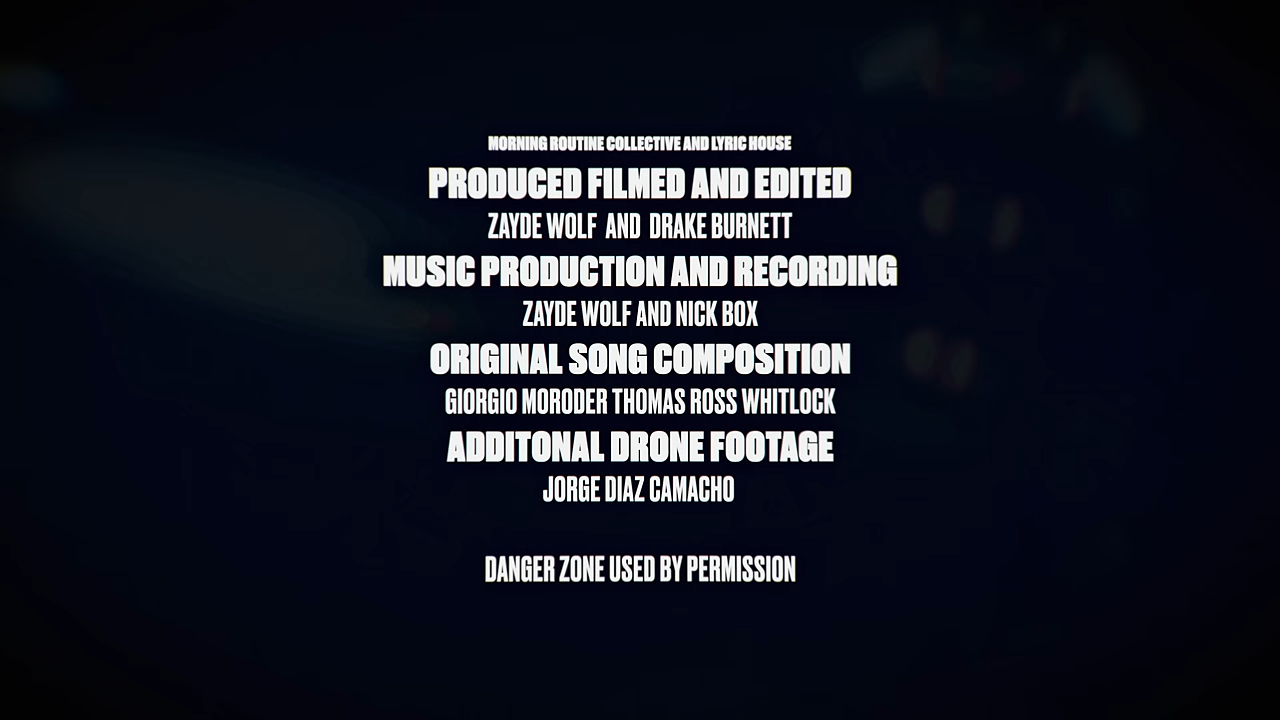 MORNING ROUTINE COLLECTIVE AND LYRIC HOUSE
PRODUCED FILMED AND EDITED
ZAYDE WOLF AND DRAKE BURNETT
MUSIC PRODUCTION AND RECORDING
ZAYDE WOLF AND NICK BOX
ORIGINAL SONG COMPOSITION
GIORGIO MORODER THOMAS ROSS WHITLOCK
ADDITONAL DRONE FOOTAGE
JORGE DIAZ CAMACHO
DANGER ZONE USED BY PERMISSION